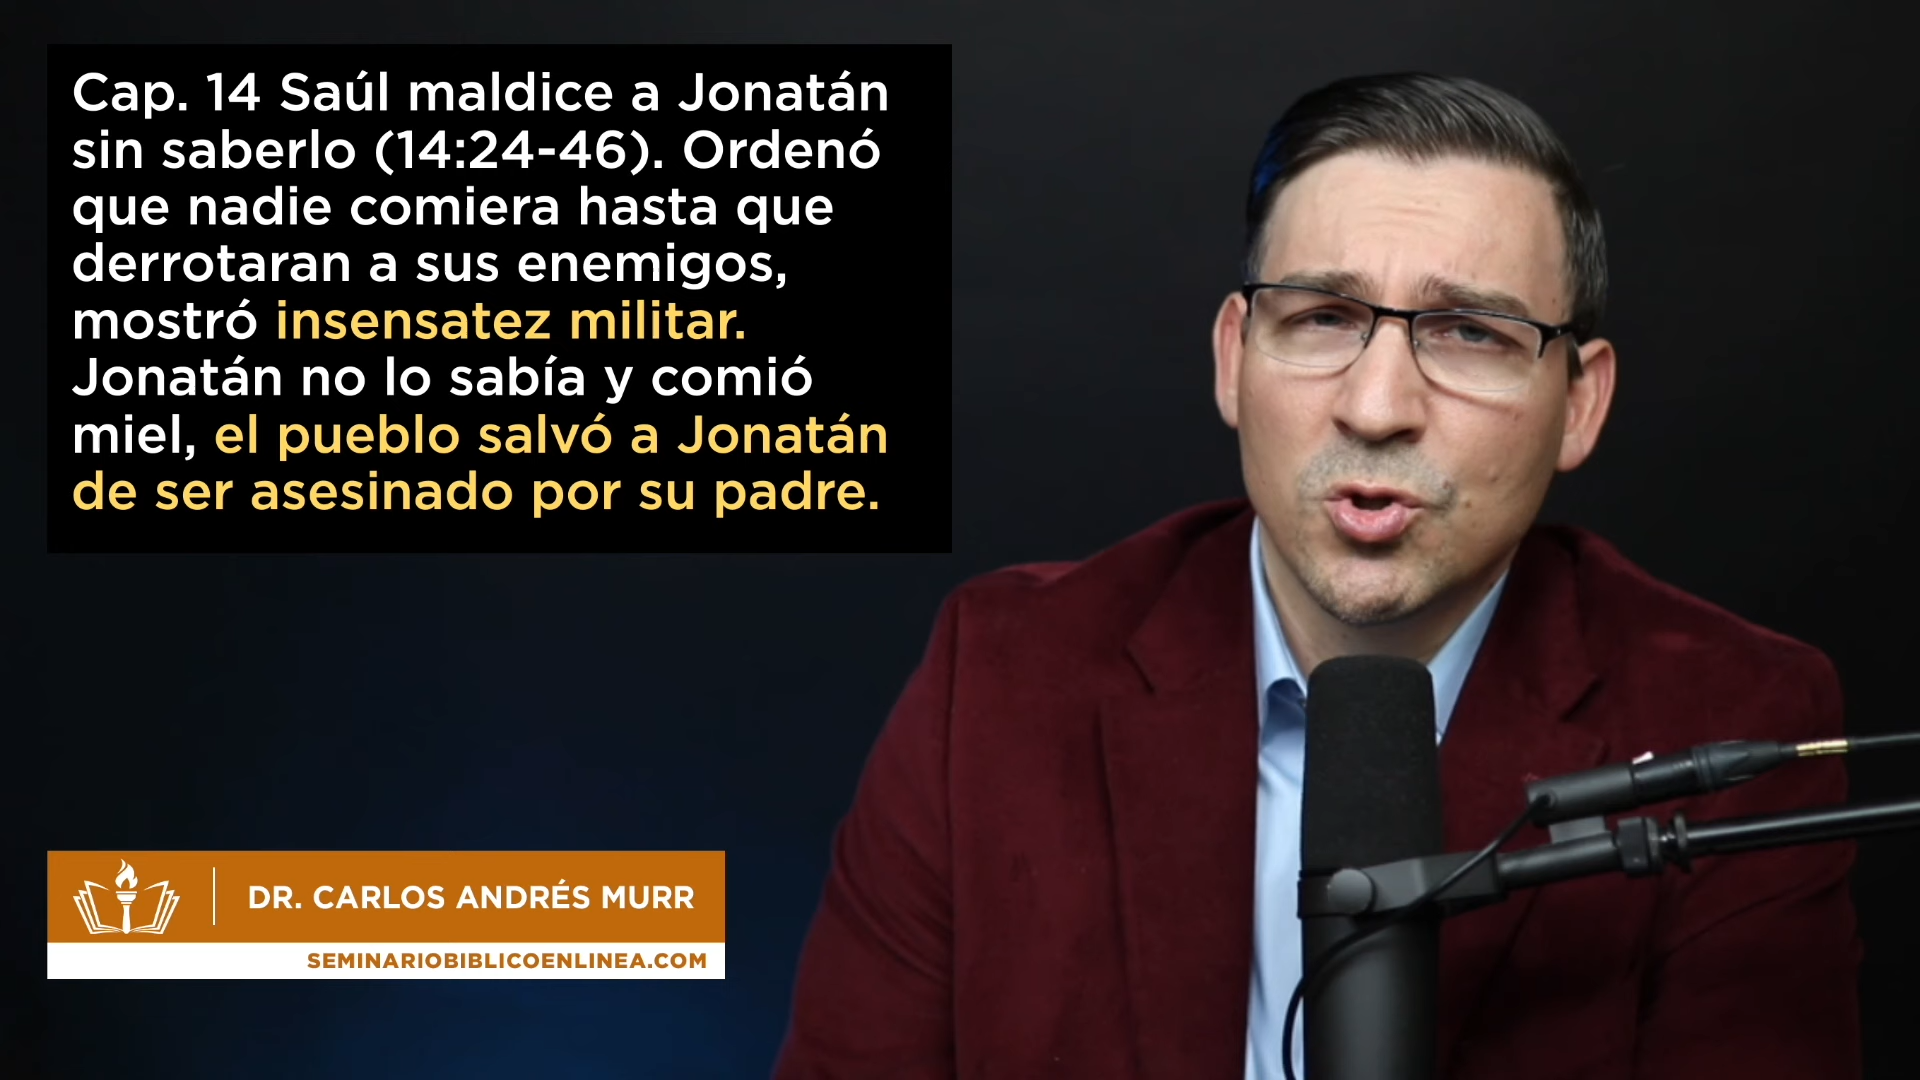 Cap. 14 Saúl maldice a Jonatán
sin saberlo (14:24-46). Ordenó
que nadie comiera hasta que
derrotaran a sus enemigos,
mostró insensatez militar.
Jonatán no lo sabía y comió
miel, el pueblo salvó a Jonatán
de ser asesinado por su padre.
DR. CARLOS ANDRÉS MURR
SEMINARIOBIBLICOENLINEA.COM